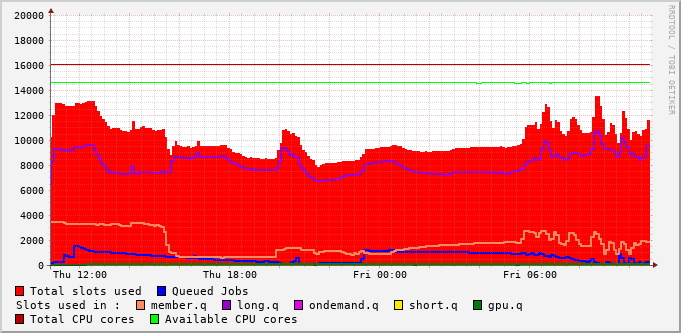 RRDTOOL / TOBI OETIKER
20000
18000
16000
14000
12000
10000
8000
6000
4000
2000
0
Thu 12:00 Thu 18:00 Fri 00:00 Fri 06:00
Total slots used Queued Jobs
Slots used in : member.q long.q ondemand.q short.q gpu.q
Total CPU cores Available CPU cores